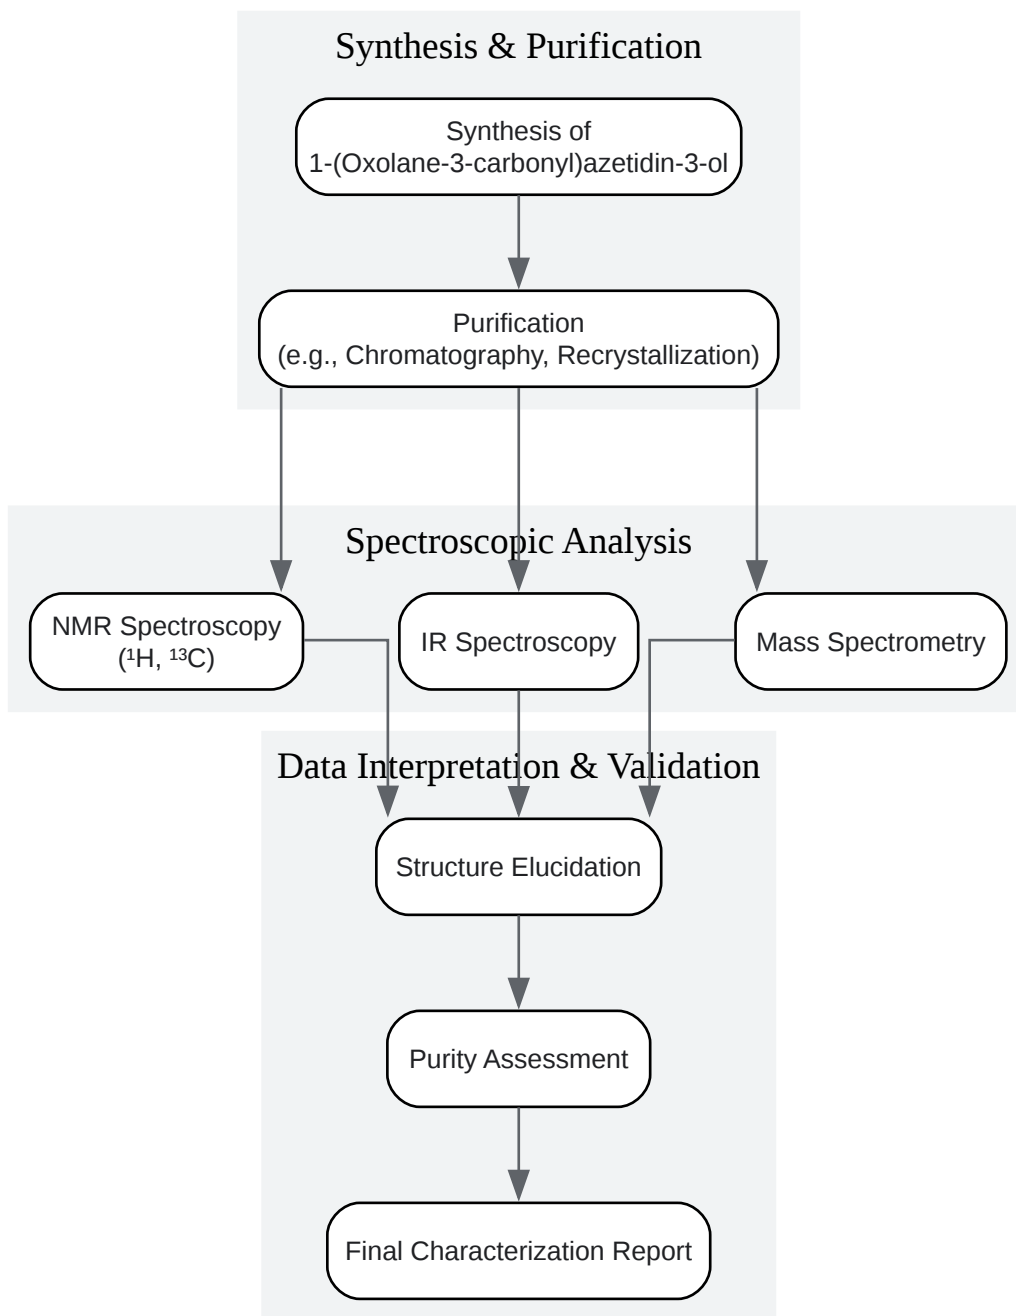 Synthesis & Purification
Synthesis of
1-(Oxolane-3-carbonyl)azetidin-3-ol
Purification
(e.g., Chromatography, Recrystallization)
Spectroscopic Analysis
NMR Spectroscopy
(¹H, ¹³C)
IR Spectroscopy
Mass Spectrometry
Data Interpretation & Validation
Structure Elucidation
Purity Assessment
Final Characterization Report